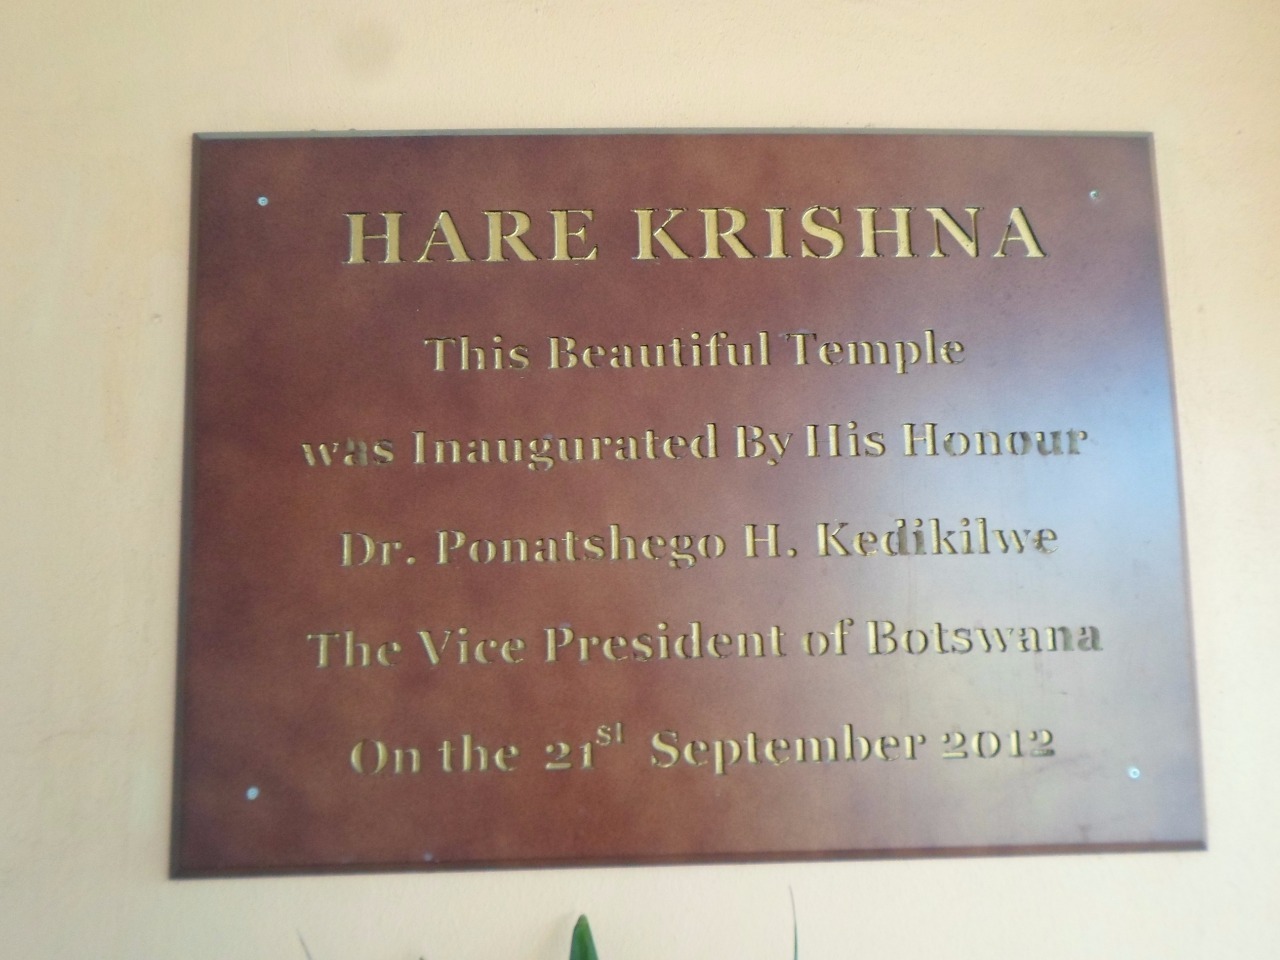 HARE KRISHNA
This Beautiful Temple
was Inaugurated By His Honour
Dr. Ponatshego H. Kedikilwe
The Vice President of Botswana
On the 21st September 2012